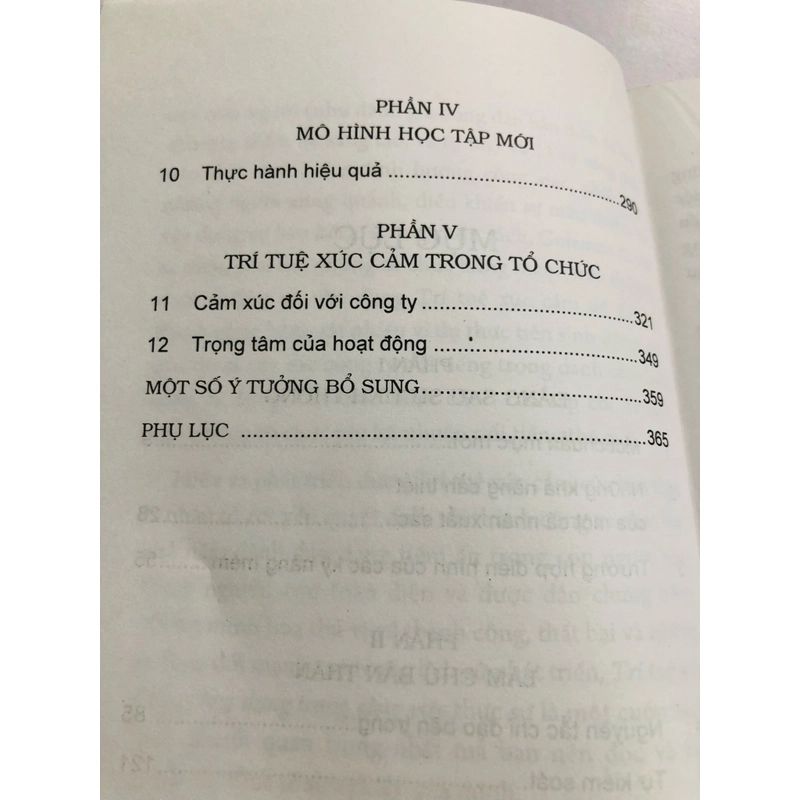 PHẦN IV
MÔ HÌNH HỌC TẬP MỚI
10 Thực hành hiệu quả ........................ 290
PHẦN V
TRÍ TUỆ XÚC CẢM TRONG TỔ CHỨC
11 Cảm xúc đối với công ty ........................ 321
12 Trọng tâm của hoạt động ........................ 349
MỘT SỐ Ý TƯỞNG BỔ SUNG ........................ 359
PHỤ LỤC ........................ 365